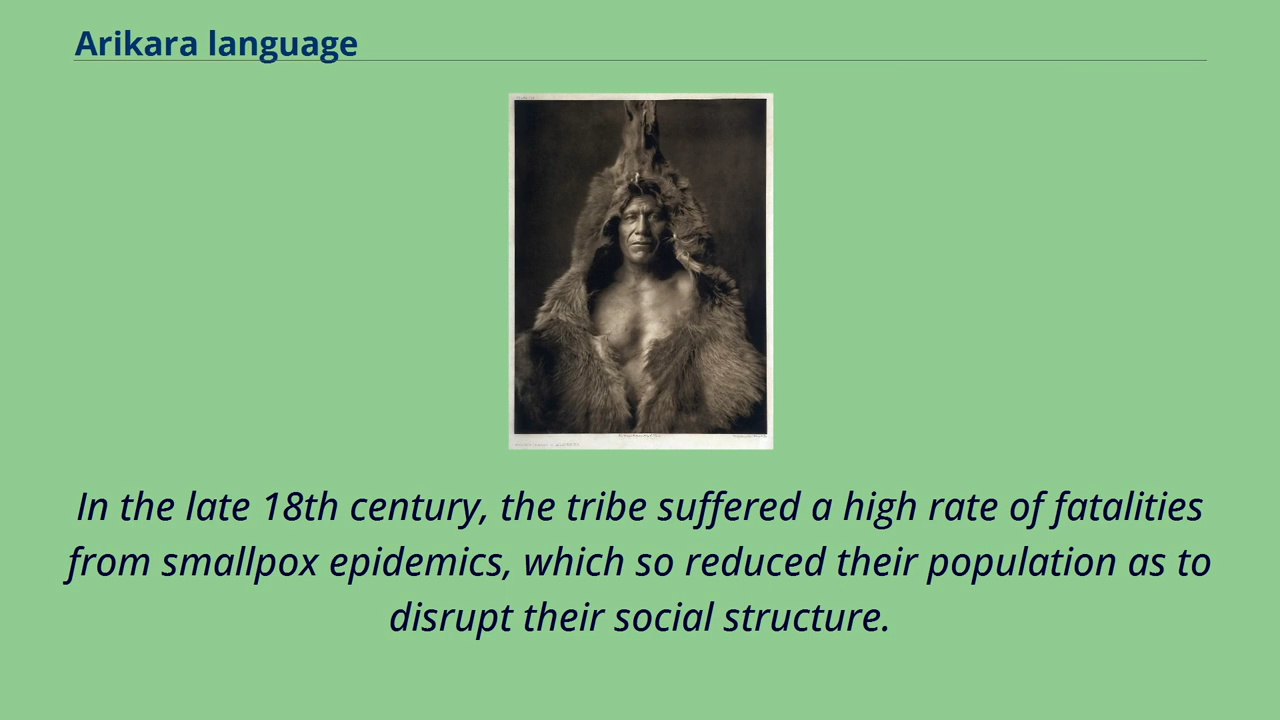 Arikara language
In the late 18th century, the tribe suffered a high rate of fatalities
from smallpox epidemics, which so reduced their population as to
disrupt their social structure.